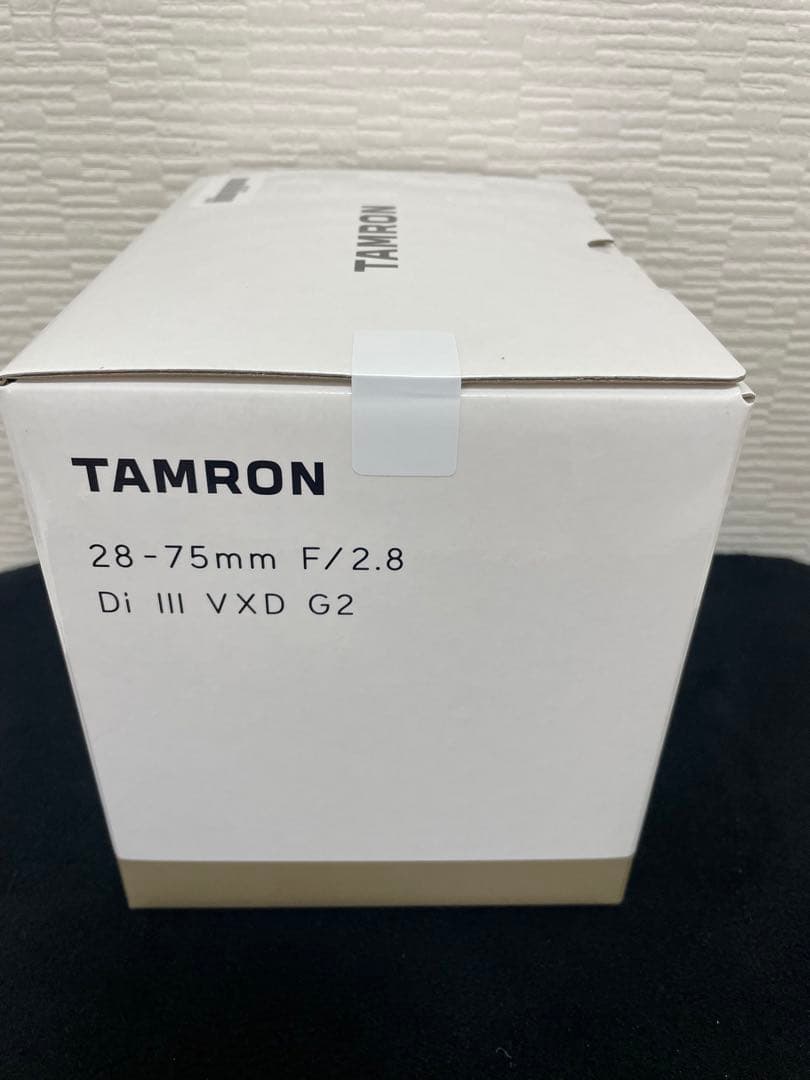 TAMRON
TAMRON
28-75mm F/2.8
Di III VXD G2